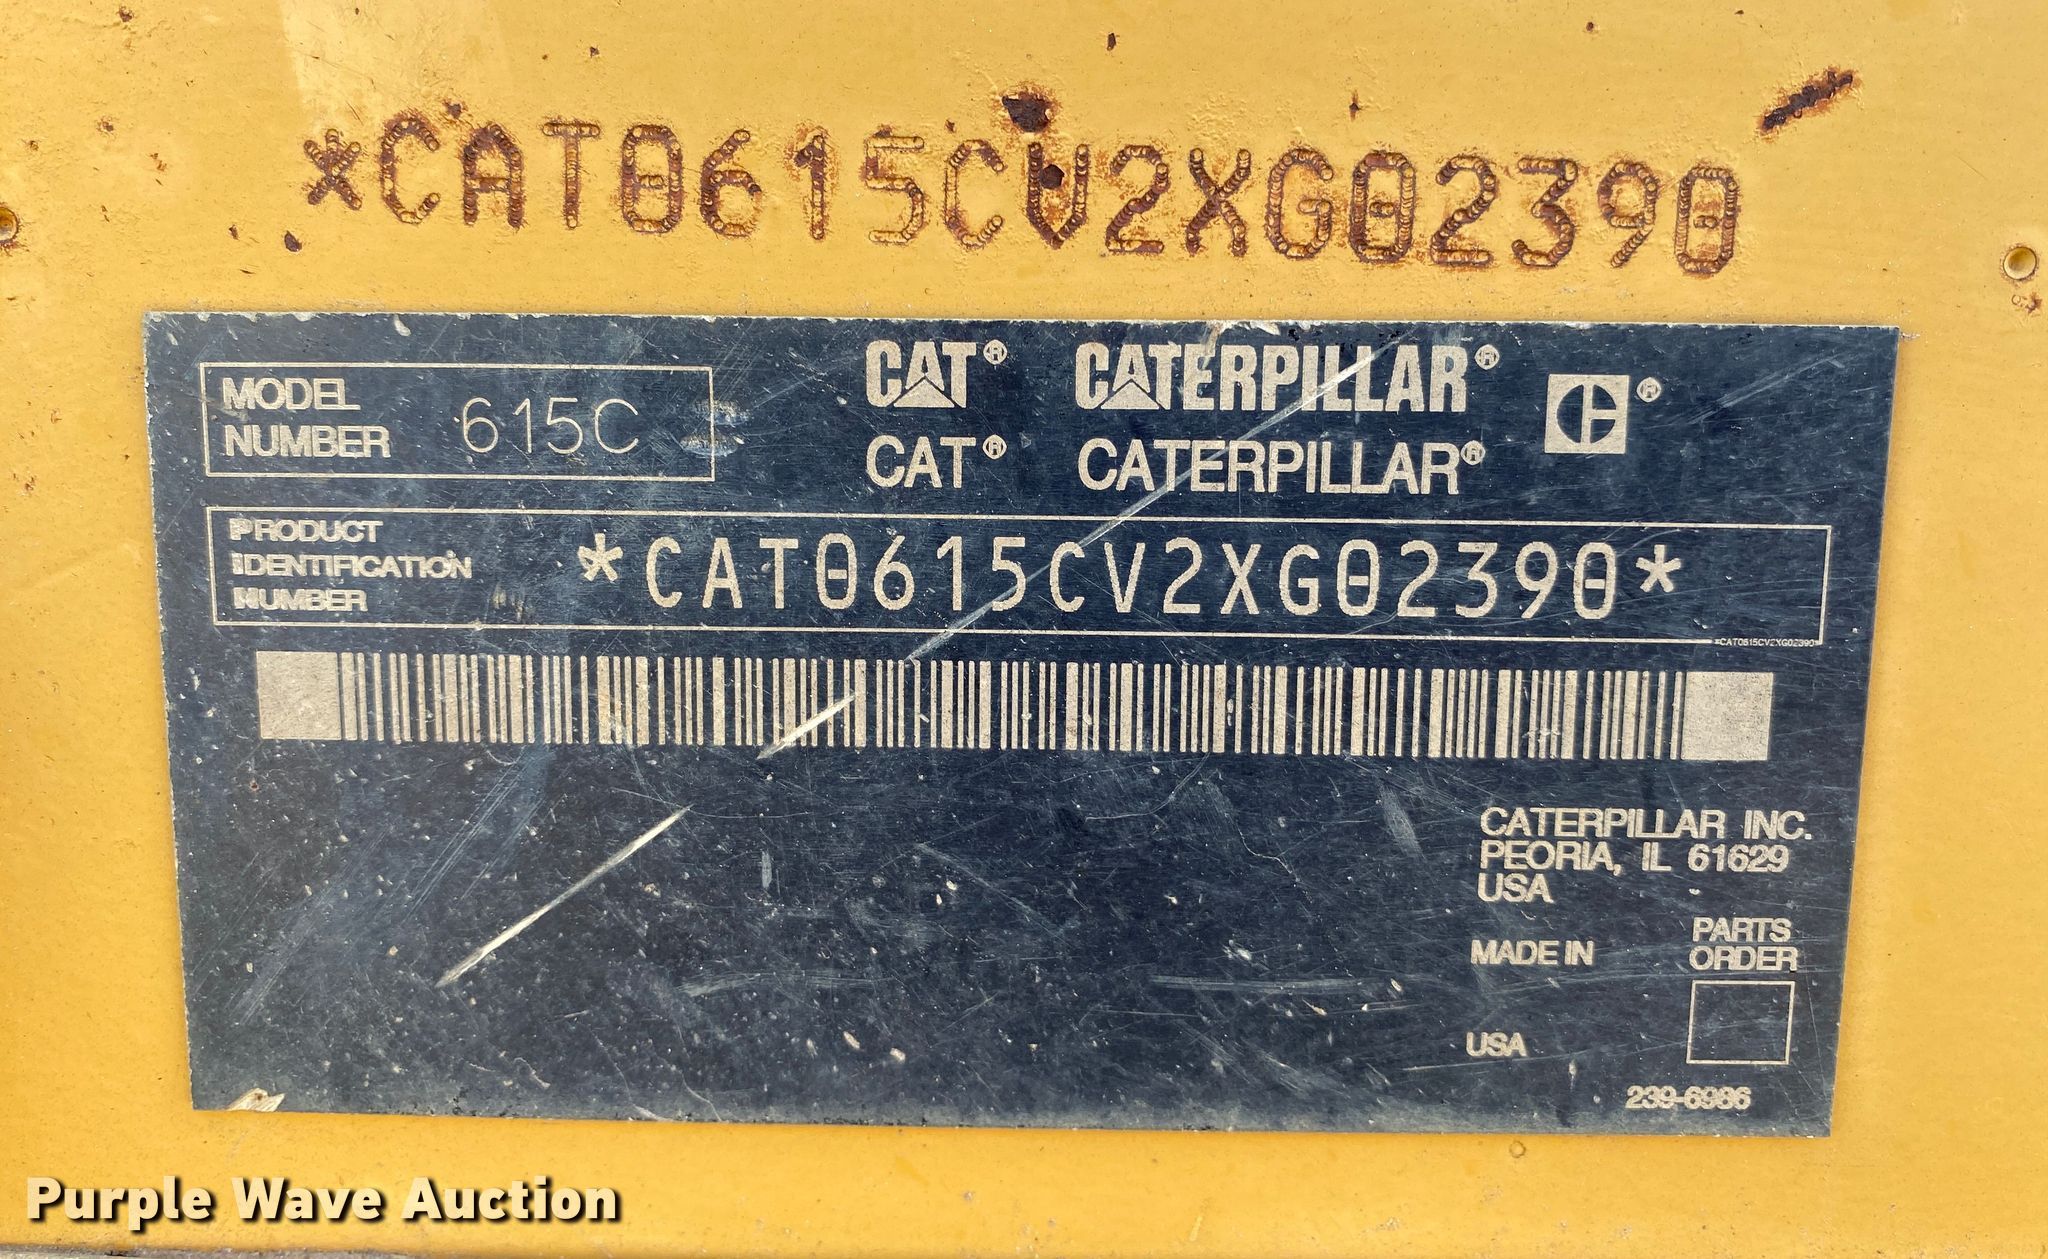 *CAT0615CV2XG02390
MODEL NUMBER 615C
CAT® CATERPILLAR®
CAT® CATERPILLAR®
®
PRODUCT IDENTIFICATION NUMBER *CAT0615CV2XG02390*
*CAT0615CV2XG02390*
CATERPILLAR INC.
PEORIA, IL 61629
USA
MADE IN
USA
PARTS
ORDER
239-6986
Purple Wave Auction